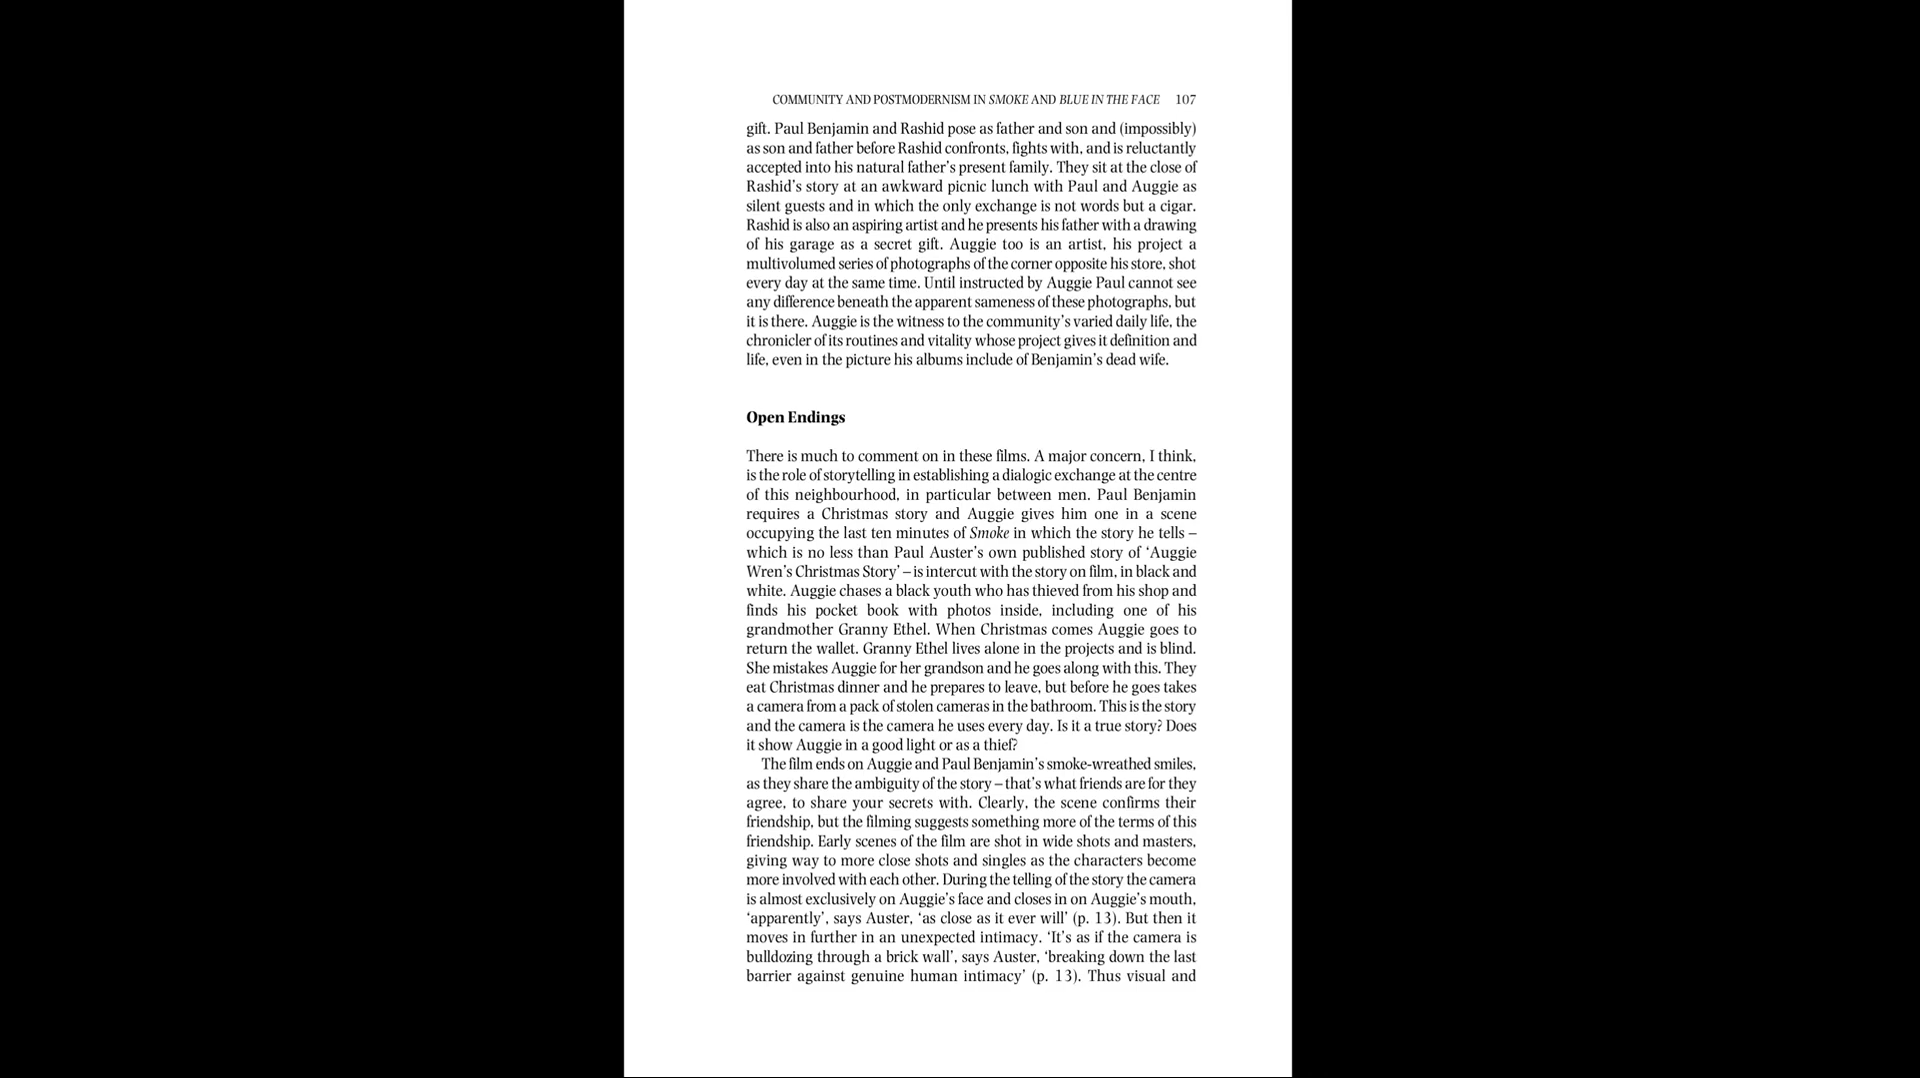 COMMUNITY AND POSTMODERNISM IN SMOKE AND BLUE IN THE FACE 107
gift. Paul Benjamin and Rashid pose as father and son and (impossibly)
as son and father before Rashid confronts, fights with, and is reluctantly
accepted into his natural father’s present family. They sit at the close of
Rashid’s story at an awkward picnic lunch with Paul and Auggie as
silent guests and in which the only exchange is not words but a cigar.
Rashid is also an aspiring artist and he presents his father with a drawing
of his garage as a secret gift. Auggie too is an artist, his project a
multivolumed series of photographs of the corner opposite his store, shot
every day at the same time. Until instructed by Auggie Paul cannot see
any difference beneath the apparent sameness of these photographs, but
it is there. Auggie is the witness to the community’s varied daily life, the
chronicler of its routines and vitality whose project gives it definition and
life, even in the picture his albums include of Benjamin’s dead wife.
Open Endings
There is much to comment on in these films. A major concern, I think,
is the role of storytelling in establishing a dialogic exchange at the centre
of this neighbourhood, in particular between men. Paul Benjamin
requires a Christmas story and Auggie gives him one in a scene
occupying the last ten minutes of Smoke in which the story he tells –
which is no less than Paul Auster’s own published story of ‘Auggie
Wren’s Christmas Story’ – is intercut with the story on film, in black and
white. Auggie chases a black youth who has thieved from his shop and
finds his pocket book with photos inside, including one of his
grandmother Granny Ethel. When Christmas comes Auggie goes to
return the wallet. Granny Ethel lives alone in the projects and is blind.
She mistakes Auggie for her grandson and he goes along with this. They
eat Christmas dinner and he prepares to leave, but before he goes takes
a camera from a pack of stolen cameras in the bathroom. This is the story
and the camera is the camera he uses every day. Is it a true story? Does
it show Auggie in a good light or as a thief?
The film ends on Auggie and Paul Benjamin’s smoke-wreathed smiles,
as they share the ambiguity of the story – that’s what friends are for they
agree, to share your secrets with. Clearly, the scene confirms their
friendship, but the filming suggests something more of the terms of this
friendship. Early scenes of the film are shot in wide shots and masters,
giving way to more close shots and singles as the characters become
more involved with each other. During the telling of the story the camera
is almost exclusively on Auggie’s face and closes in on Auggie’s mouth,
‘apparently’, says Auster, ‘as close as it ever will’ (p. 13). But then it
moves in further in an unexpected intimacy. ‘It’s as if the camera is
bulldozing through a brick wall’, says Auster, ‘breaking down the last
barrier against genuine human intimacy’ (p. 13). Thus visual and